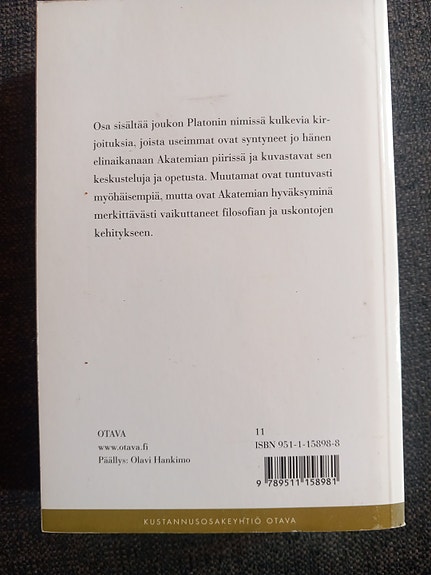 Osa sisältää joukon Platonin nimissä kulkevia kir-
joituksia, joista useimmat ovat syntyneet jo hänen
elinaikanaan Akatemian piirissä ja kuvastavat sen
keskusteluja ja opetusta. Muutamat ovat tuntuvasti
myöhäisempiä, mutta ovat Akatemian hyväksyminä
merkittävästi vaikuttaneet filosofian ja uskontojen
kehitykseen.
OTAVA
www.otava.fi
Päällys: Olavi Hankimo
11
ISBN 951-1-15898-8
9 789511 158981
KUSTANNUSOSAKEYHTIÖ OTAVA